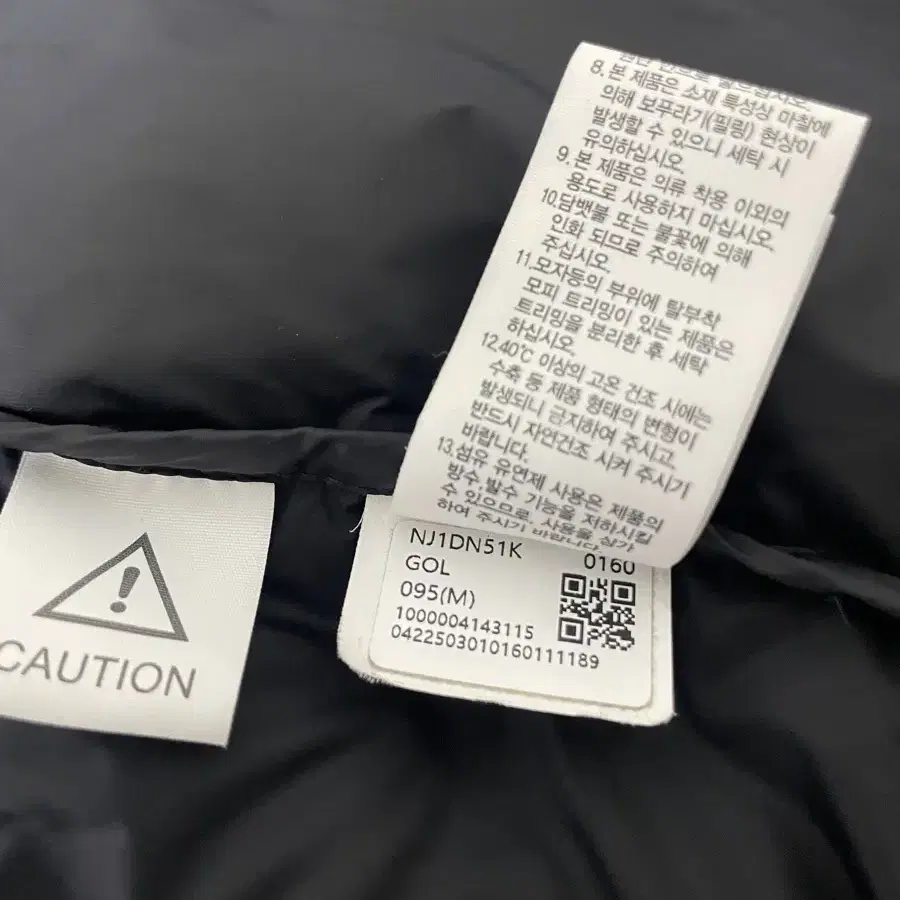 8. 본 제품은 소재 특성상 마찰에
의해 보푸라기(필링) 현상이
발생할 수 있으니 세탁 시
유의하십시오.
9. 본 제품은 의류 착용 이외의
용도로 사용하지 마십시오.
10.담뱃불 또는 불꽃에 의해
인화 되므로 주의하여
주십시오.
11.모자등의 부위에 탈부착
모피 트리밍이 있는 제품은
트리밍을 분리한 후 세탁
하십시오.
12.40℃ 이상의 고온 건조 시에는
수축 등 제품 형태의 변형이
발생되니 금지하여 주시고,
반드시 자연건조 시켜 주시기
바랍니다.
13.섬유 유연제 사용은 제품의
방수 발수 기능을 저하시킬
수 있으므로 사용을 삼가
하여 주시기 바랍니다.
NJ1DN51K 0160
GOL
095(M)
1000004143115
0422503010160111189
CAUTION